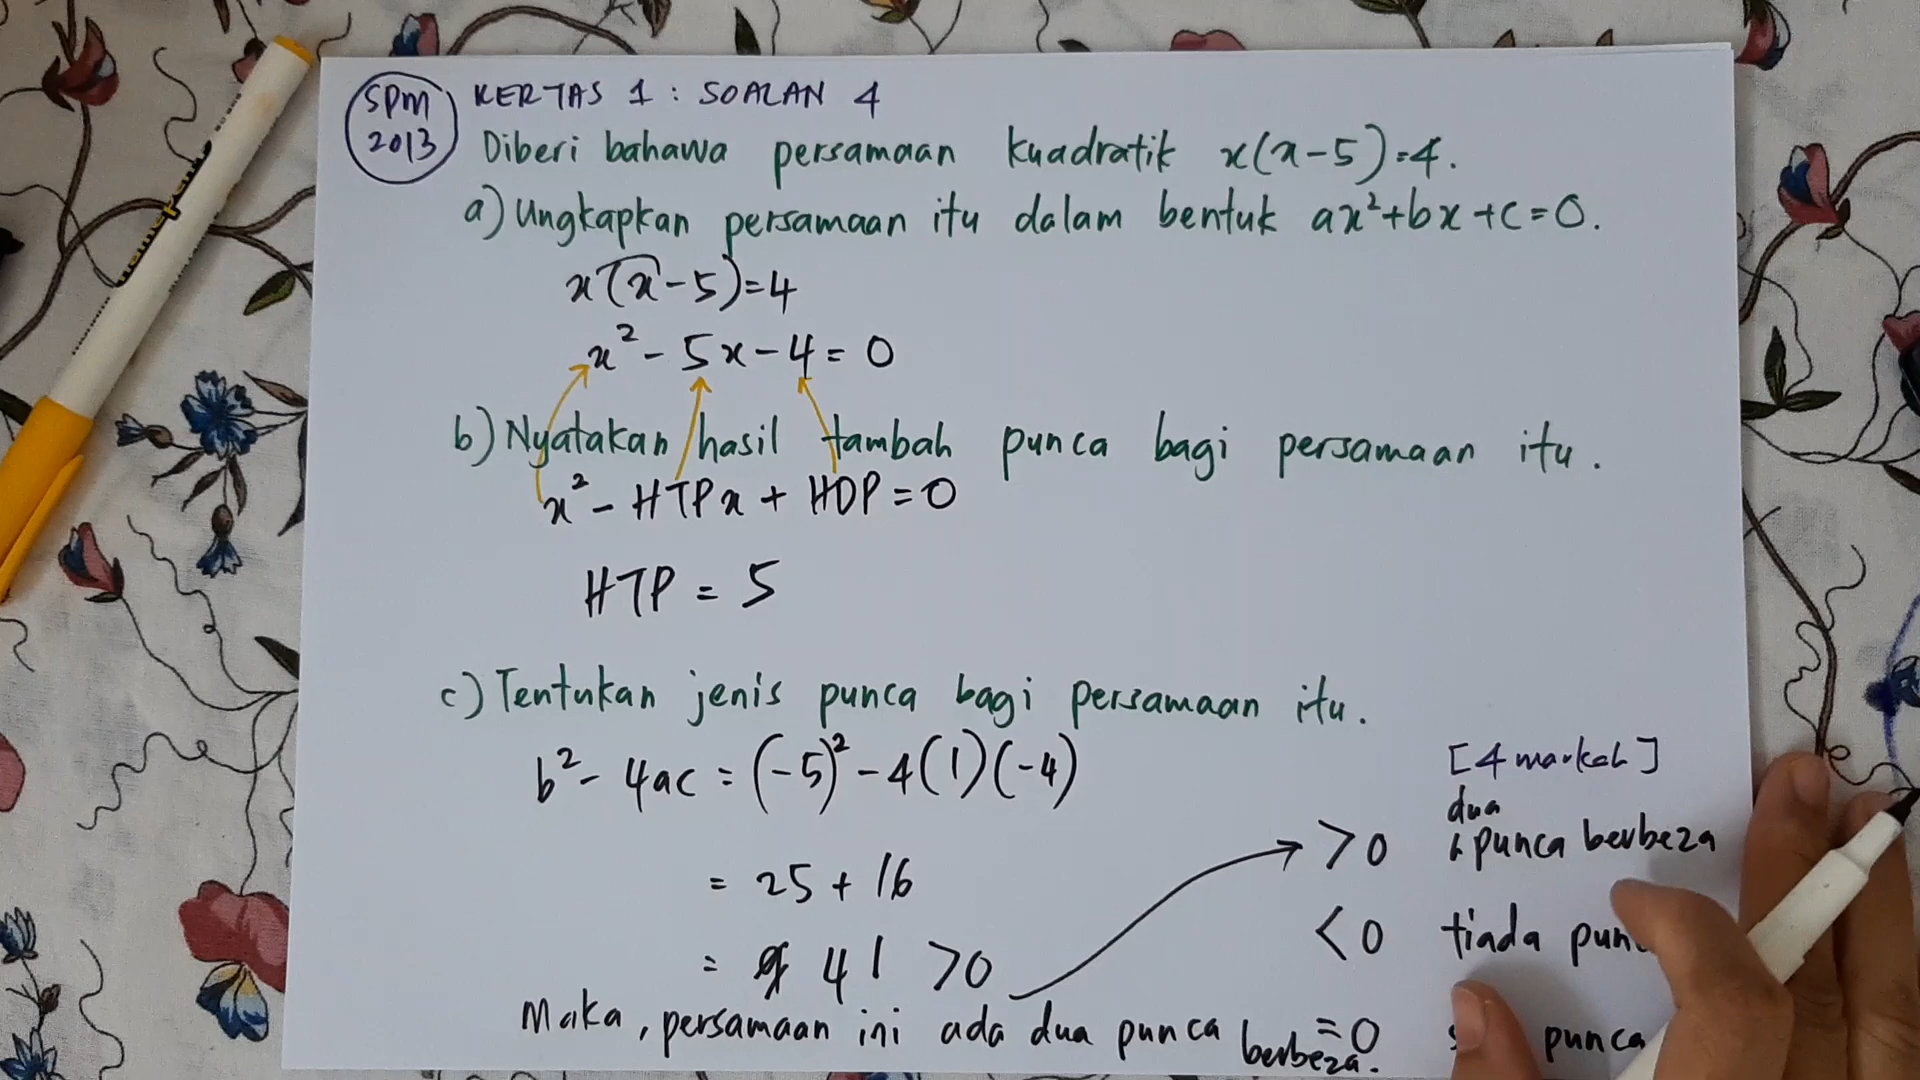 SPM 2013
KERTAS 1 : SOALAN 4
Diberi bahawa persamaan kuadratik x(x-5)=4.
a) Ungkapkan persamaan itu dalam bentuk ax²+bx+c=0.
x(x-5)=4
x² - 5x - 4 = 0
b) Nyatakan hasil tambah punca bagi persamaan itu.
x² - HTPx + HDP = 0
HTP = 5
c) Tentukan jenis punca bagi persamaan itu.
b² - 4ac = (-5)² - 4(1)(-4)
[4 markah]
= 25 + 16
= 41 >0
Maka, persamaan ini ada dua punca berbeza.
>0 dua punca berbeza
<0 tiada
=0 punca